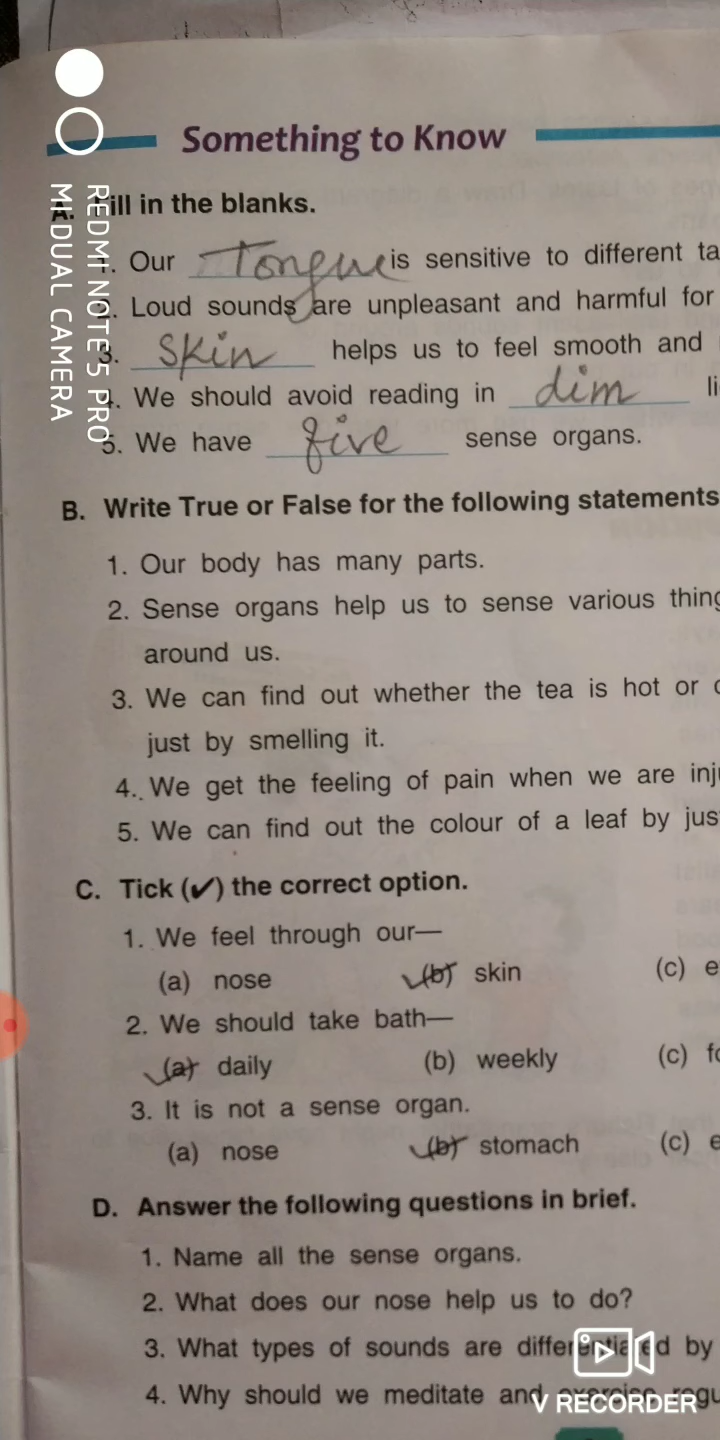 Something to Know
A. Fill in the blanks.
1. Our Tongue is sensitive to different
2. Loud sounds are unpleasant and harmful for
3. Skin helps us to feel smooth and
4. We should avoid reading in dim
5. We have five sense organs.
B. Write True or False for the following statements
1. Our body has many parts.
2. Sense organs help us to sense various
around us.
3. We can find out whether the tea is hot or
just by smelling it.
4. We get the feeling of pain when we are
5. We can find out the colour of a leaf by
C. Tick (✔) the correct option.
1. We feel through our—
(a) nose (b) skin (c)
2. We should take bath—
(a) daily (b) weekly (c)
3. It is not a sense organ.
(a) nose (b) stomach (c)
D. Answer the following questions in brief.
1. Name all the sense organs.
2. What does our nose help us to do?
3. What types of sounds are differentiated by
4. Why should we meditate and exercise
REDMI NOTE 5 PRO
MI DUAL CAMERA
V RECORDER